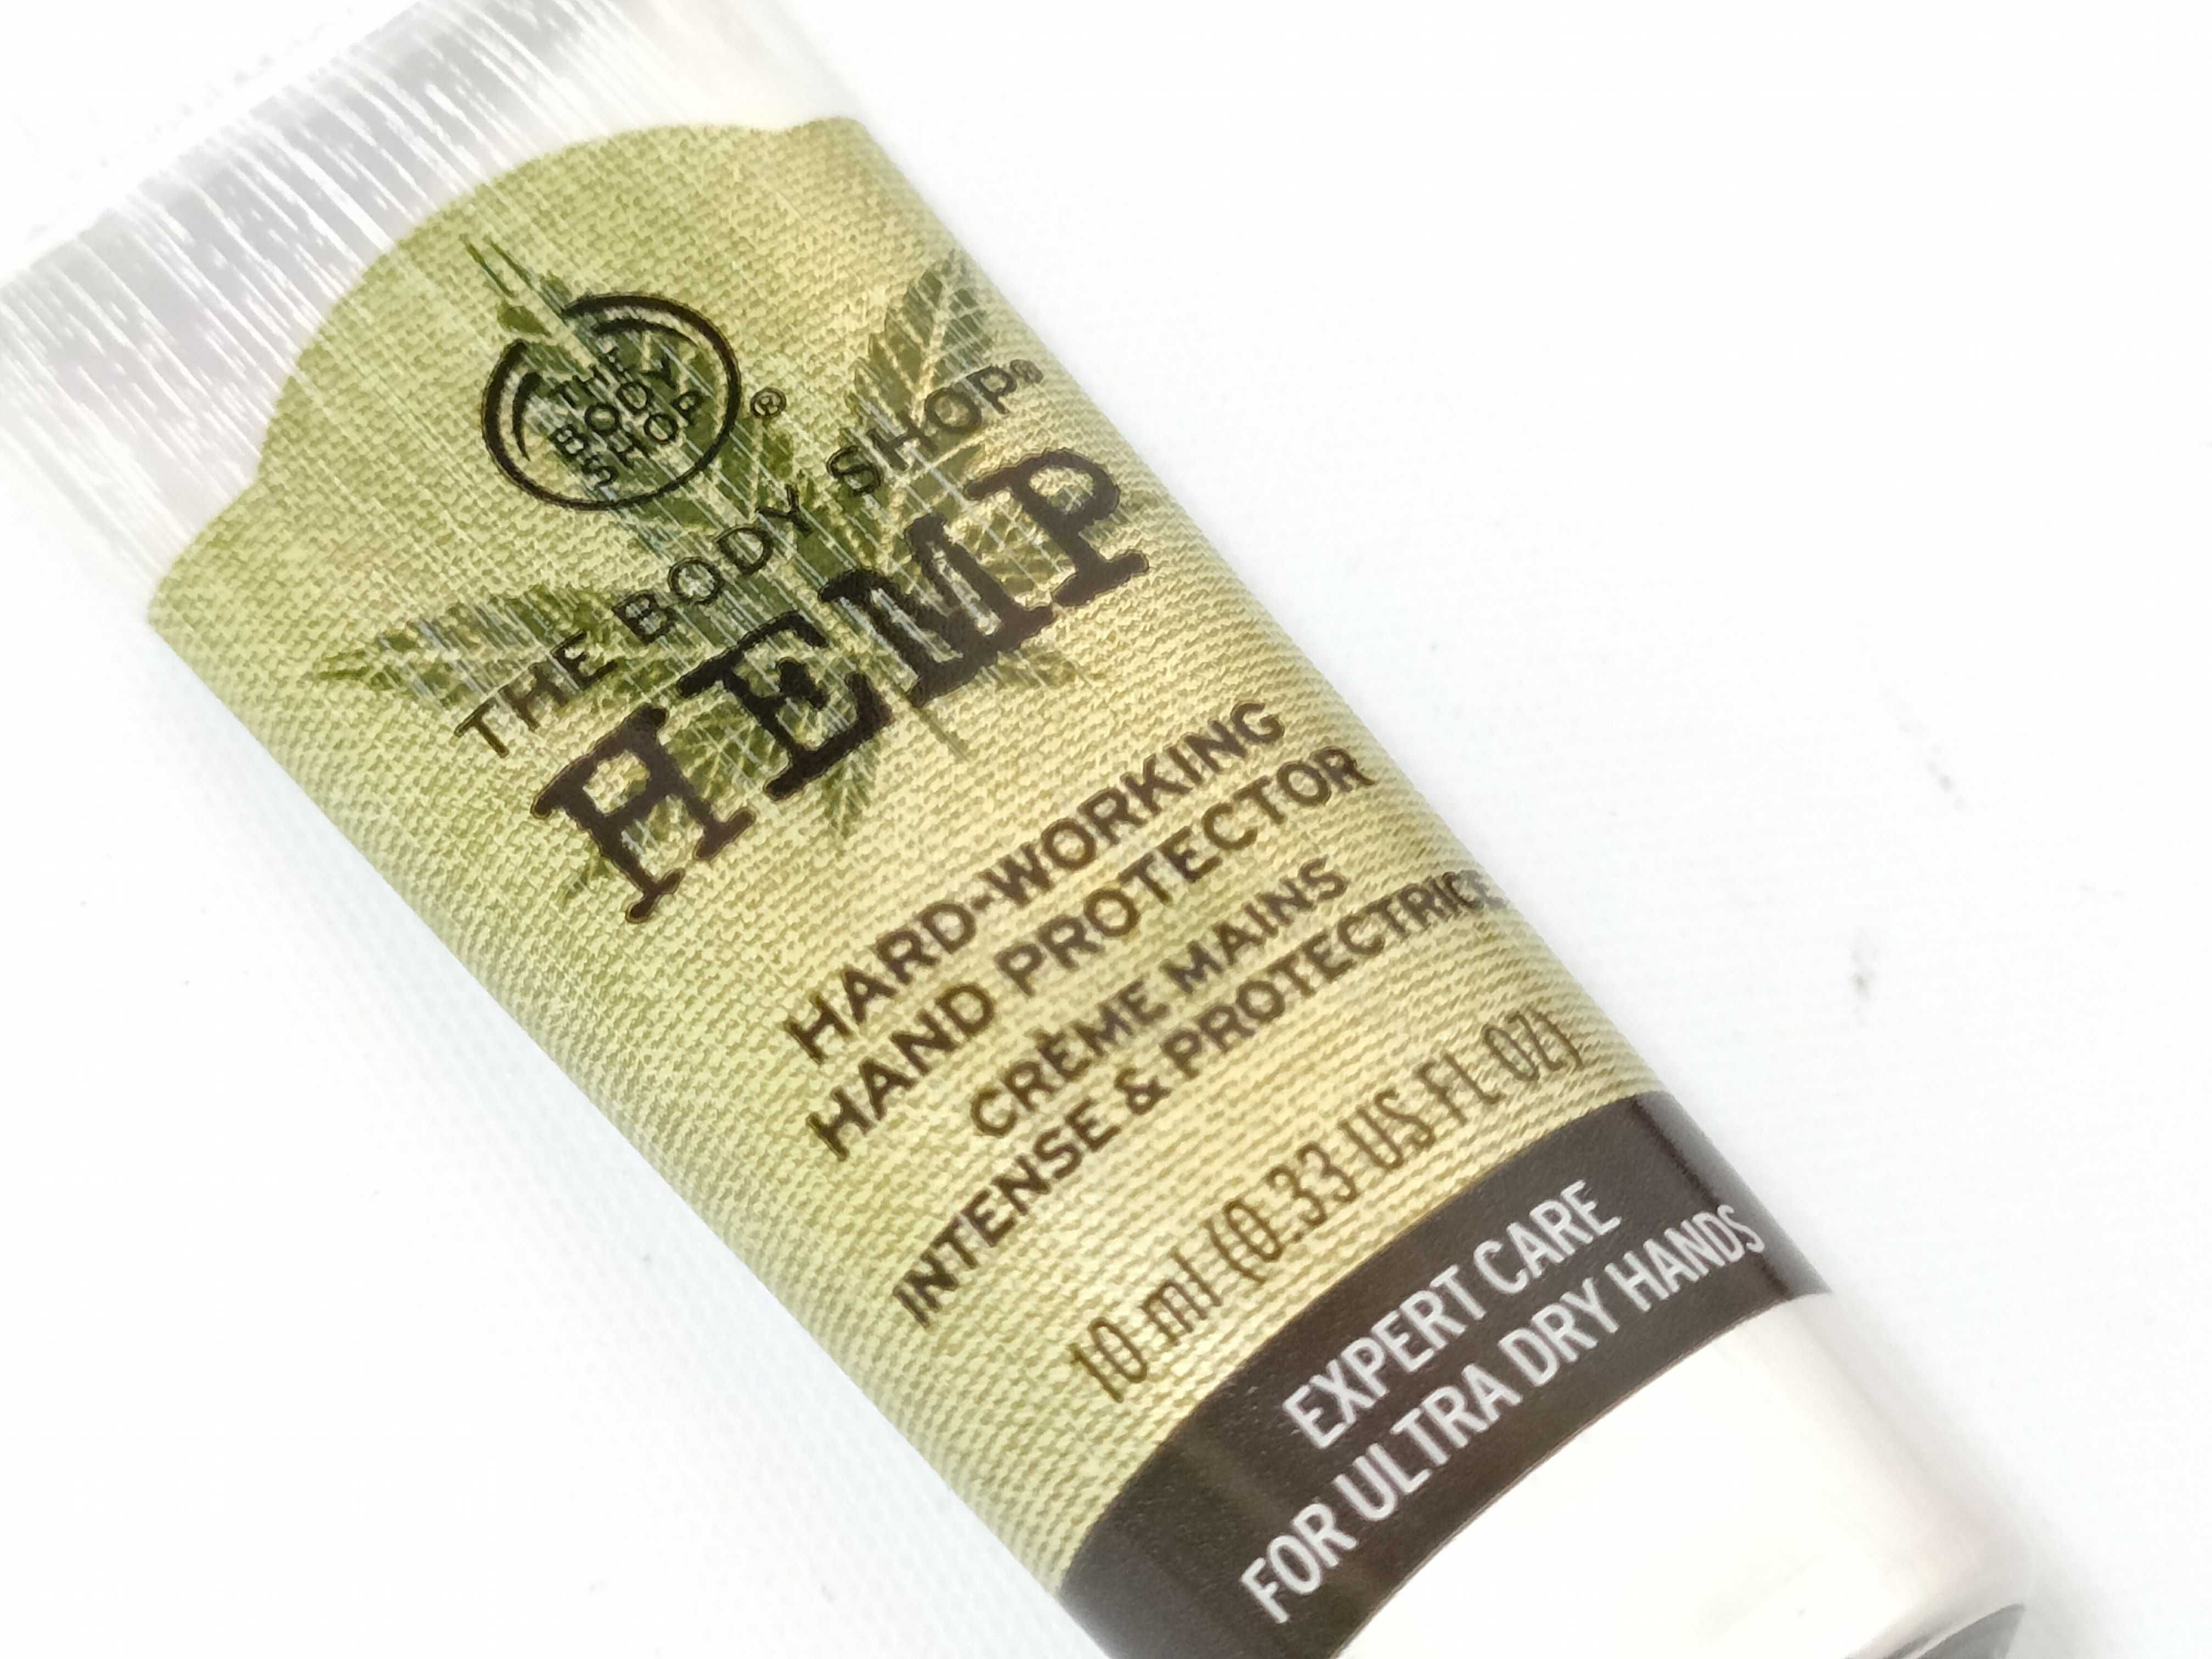 THE
BODY
SHOP
®
THE BODY SHOP®
HEMP
HARD-WORKING
HAND PROTECTOR
CRÈME MAINS
INTENSE & PROTECTRICE
10 ml (0.33 US FL OZ)
EXPERT CARE
FOR ULTRA DRY HANDS